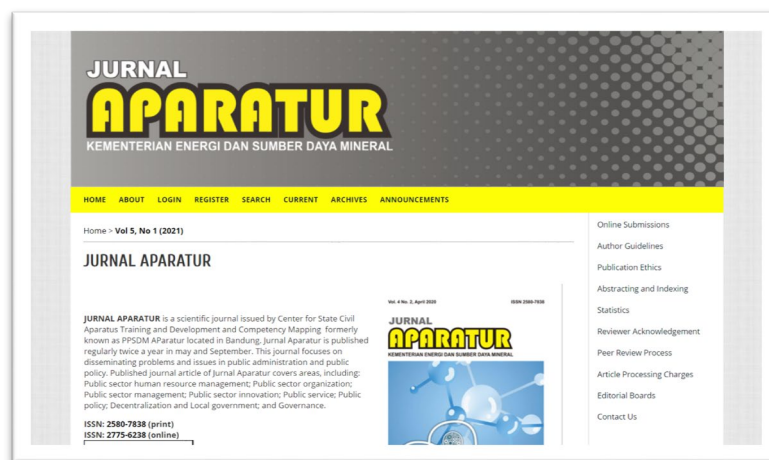 JURNAL
APARATUR
KEMENTERIAN ENERGI DAN SUMBER DAYA MINERAL
HOME ABOUT LOGIN REGISTER SEARCH CURRENT ARCHIVES ANNOUNCEMENTS
Home > Vol 5, No 1 (2021)
JURNAL APARATUR
JURNAL APARATUR is a scientific journal issued by Center for State Civil
Aparatus Training and Development and Competency Mapping formerly
known as PPSDM AParatur located in Bandung. Jurnal Aparatur is published
regularly twice a year in may and September. This journal focuses on
disseminating problems and issues in public administration and public
policy. Published journal article of Jurnal Aparatur covers areas, including:
Public sector human resource management; Public sector organization;
Public sector management; Public sector innovation; Public service; Public
policy; Decentralization and Local government; and Governance.
ISSN: 2580-7838 (print)
ISSN: 2775-6238 (online)
Vol. 4 No. 2, April 2020 ISSN 2580-7838
JURNAL
APARATUR
KEMENTERIAN ENERGI DAN SUMBER DAYA MINERAL
Online Submissions
Author Guidelines
Publication Ethics
Abstracting and Indexing
Statistics
Reviewer Acknowledgement
Peer Review Process
Article Processing Charges
Editorial Boards
Contact Us